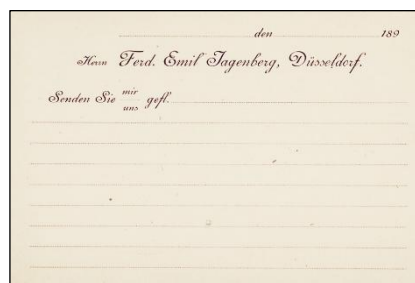 den 189
Herrn Ferd. Emil Jagenberg, Düsseldorf.
Senden Sie mir gefl.
uns